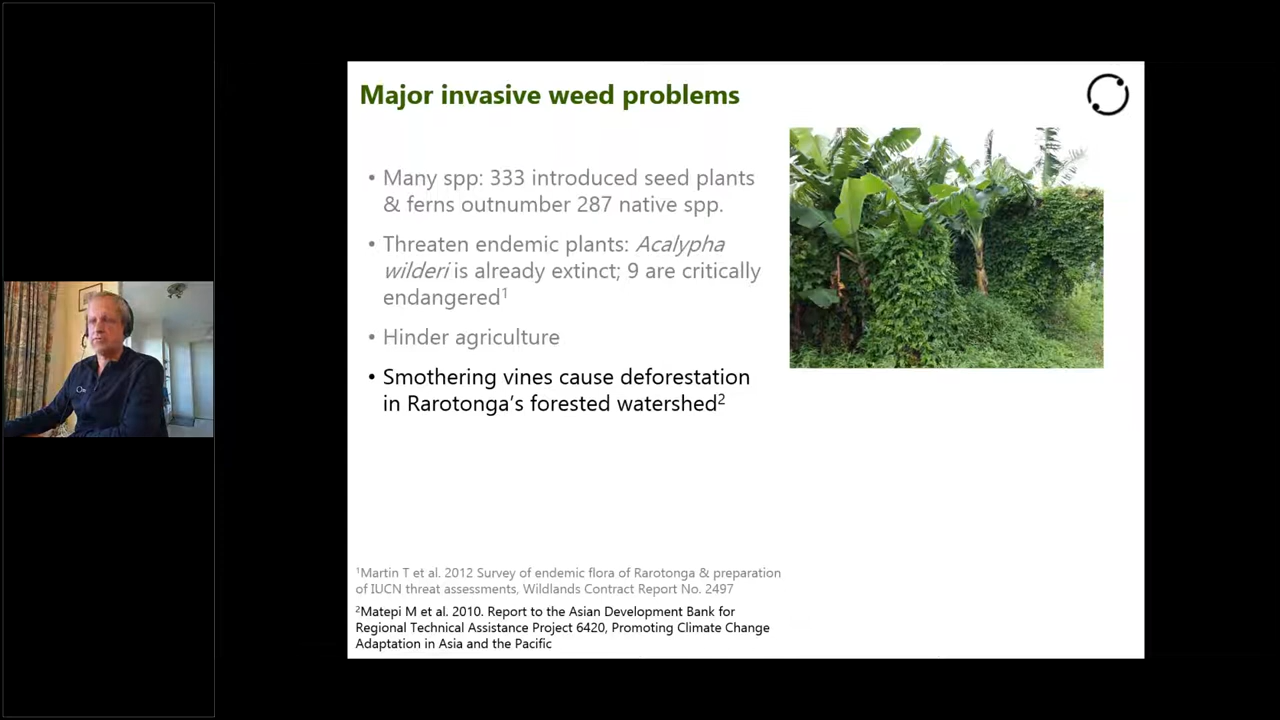 Major invasive weed problems
• Many spp: 333 introduced seed plants
& ferns outnumber 287 native spp.
• Threaten endemic plants: Acalypha
wilderi is already extinct; 9 are critically
endangered¹
• Hinder agriculture
• Smothering vines cause deforestation
in Rarotonga’s forested watershed²
¹Martin T et al. 2012 Survey of endemic flora of Rarotonga & preparation
of IUCN threat assessments, Wildlands Contract Report No. 2497
²Matepi M et al. 2010. Report to the Asian Development Bank for
Regional Technical Assistance Project 6420, Promoting Climate Change
Adaptation in Asia and the Pacific